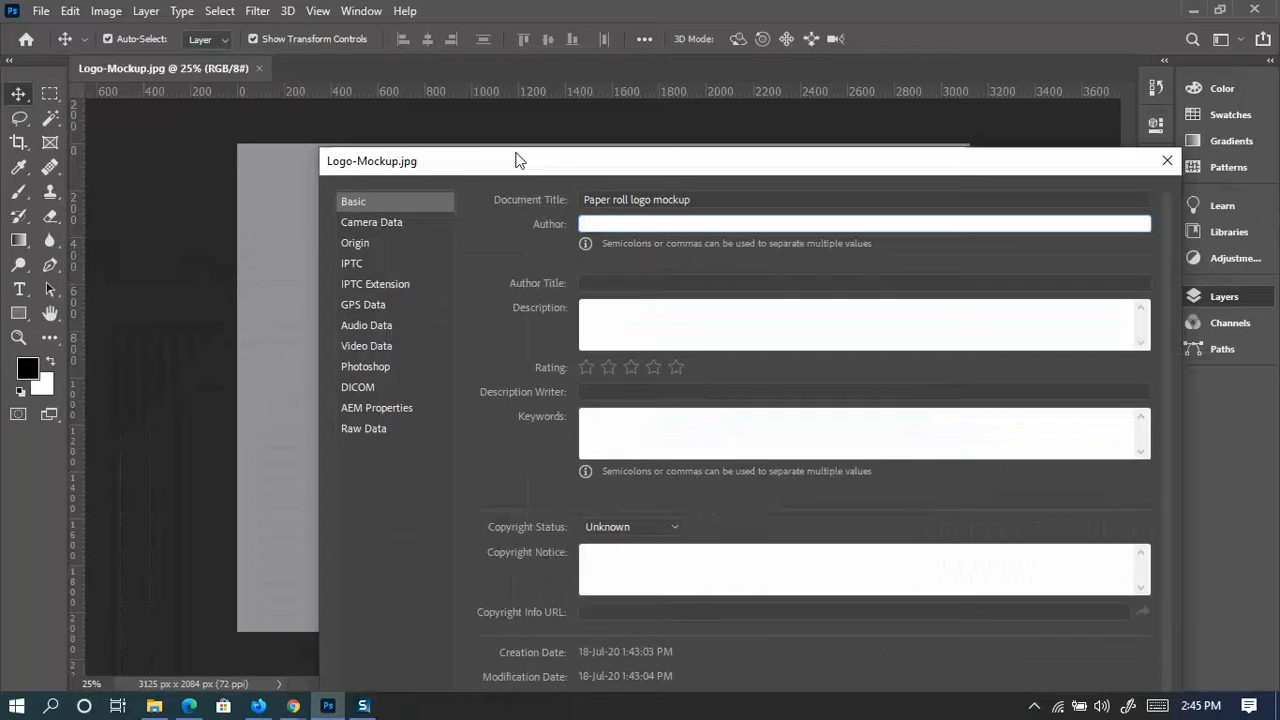 Ps File Edit Image Layer Type Select Filter 3D View Window Help
Auto-Select: Layer Show Transform Controls 3D Mode:
Logo-Mockup.jpg @ 25% (RGB/8#)
600 400 200 0 200 400 600 800 1000 1200 1400 1600 1800 2000 2200 2400 2600 2800 3000 3200 3400 3600
Color
Swatches
Gradients
Patterns
Learn
Libraries
Adjustme...
Layers
Channels
Paths
Logo-Mockup.jpg
Basic
Camera Data
Origin
IPTC
IPTC Extension
GPS Data
Audio Data
Video Data
Photoshop
DICOM
AEM Properties
Raw Data
Document Title: Paper roll logo mockup
Author:
Semicolons or commas can be used to separate multiple values
Author Title:
Description:
Rating:
Description Writer:
Keywords:
Semicolons or commas can be used to separate multiple values
Copyright Status: Unknown
Copyright Notice:
Copyright Info URL:
Creation Date: 18-Jul-20 1:43:03 PM
Modification Date: 18-Jul-20 1:43:04 PM
25% 3125 px x 2084 px (72 ppi)
2:45 PM